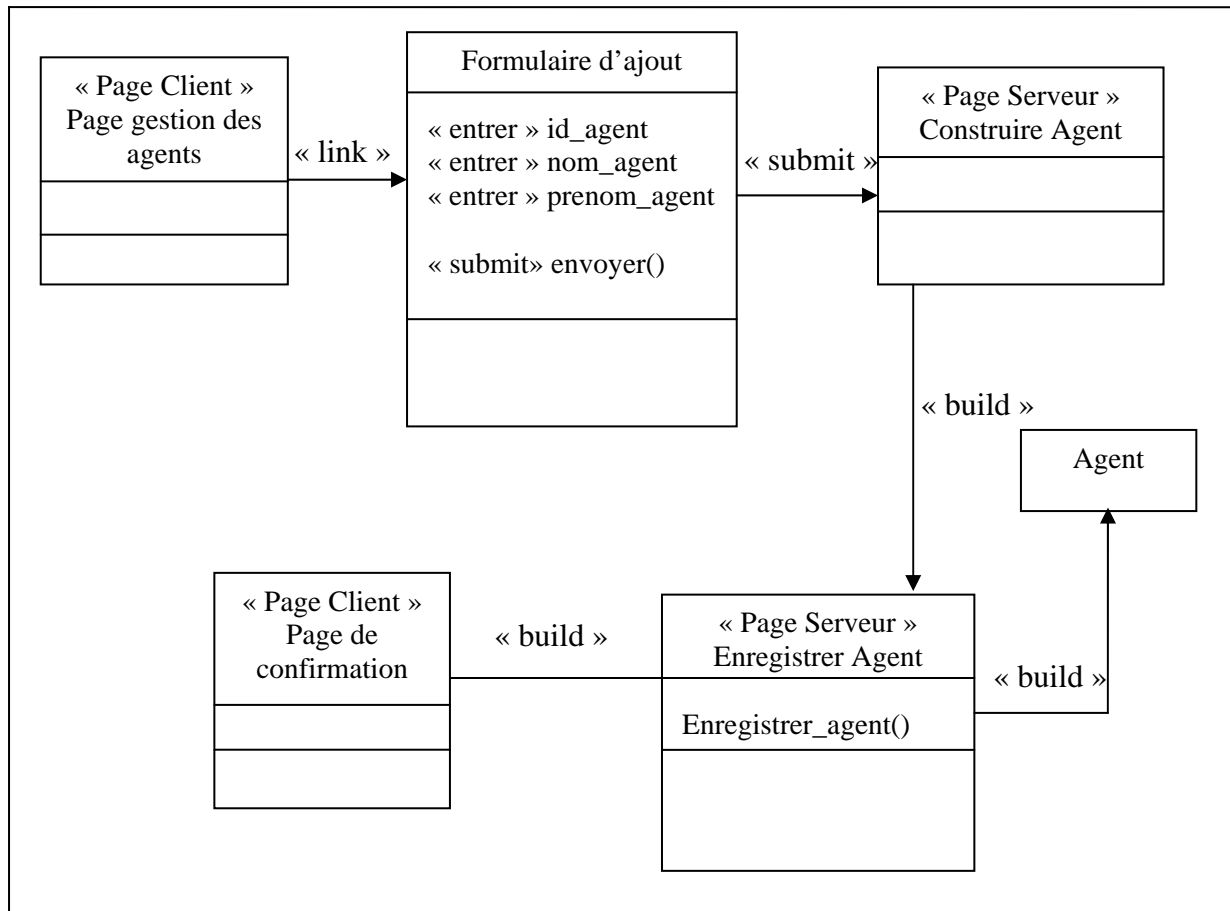 « Page Client »
Page gestion des
agents
« link »
Formulaire d’ajout
« entrer » id_agent
« entrer » nom_agent
« entrer » prenom_agent
« submit» envoyer()
« submit »
« Page Serveur »
Construire Agent
« build »
Agent
« Page Client »
Page de
confirmation
« build »
« Page Serveur »
Enregistrer Agent
Enregistrer_agent()
« build »